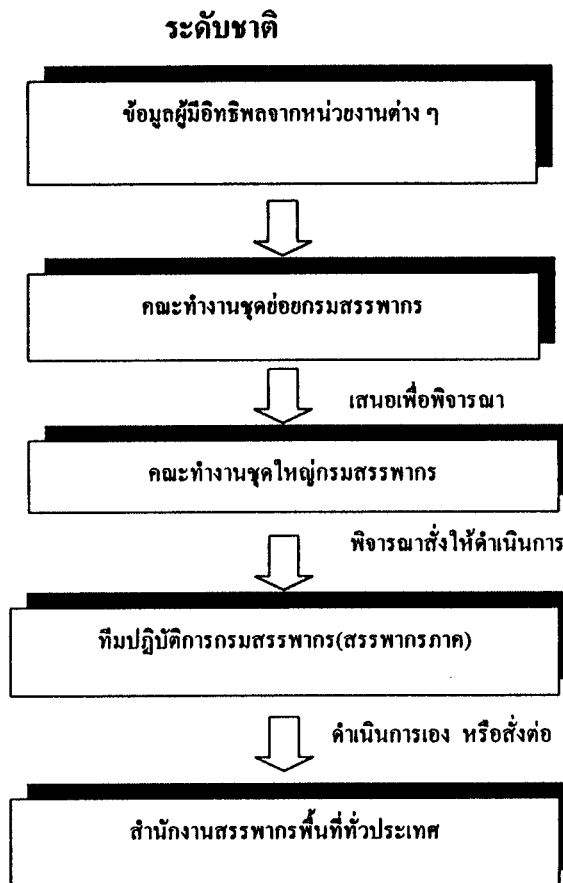 ระดับชาติ
ข้อมูลผู้มีอิทธิพลจากหน่วยงานต่าง ๆ
คณะทำงานชุดย่อยกรมสรรพากร
เสนอเพื่อพิจารณา
คณะทำงานชุดใหญ่กรมสรรพากร
พิจารณาสั่งให้ดำเนินการ
ทีมปฏิบัติการกรมสรรพากร(สรรพากรภาค)
ดำเนินการเอง หรือสั่งต่อ
สำนักงานสรรพากรพื้นที่ทั่วประเทศ